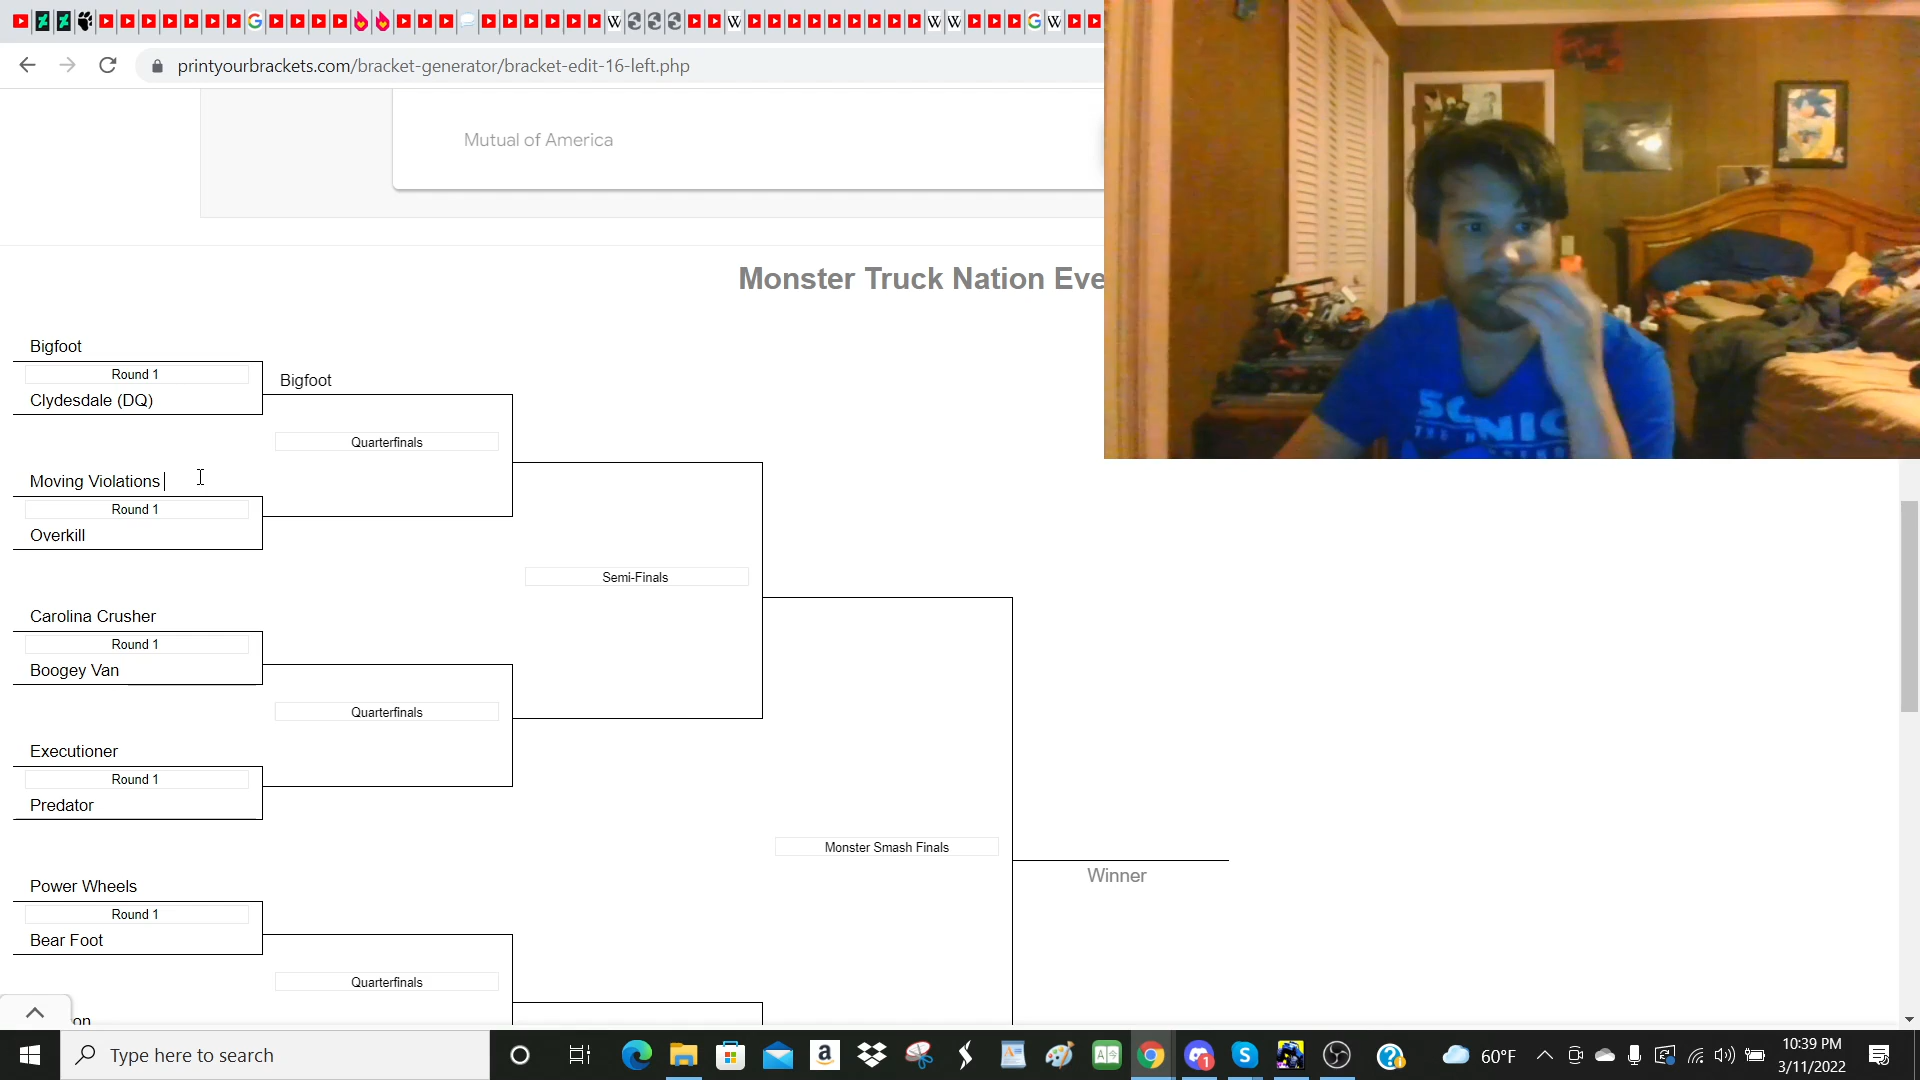 printyourbrackets.com/bracket-generator/bracket-edit-16-left.php
Mutual of America
Monster Truck Nation Eve
Bigfoot
Round 1
Clydesdale (DQ)
Bigfoot
Quarterfinals
Moving Violations
Round 1
Overkill
Semi-Finals
Carolina Crusher
Round 1
Boogey Van
Quarterfinals
Executioner
Round 1
Predator
Monster Smash Finals
Winner
Power Wheels
Round 1
Bear Foot
Quarterfinals
on
SONIC
THE
Type here to search
60°F
10:39 PM
3/11/2022